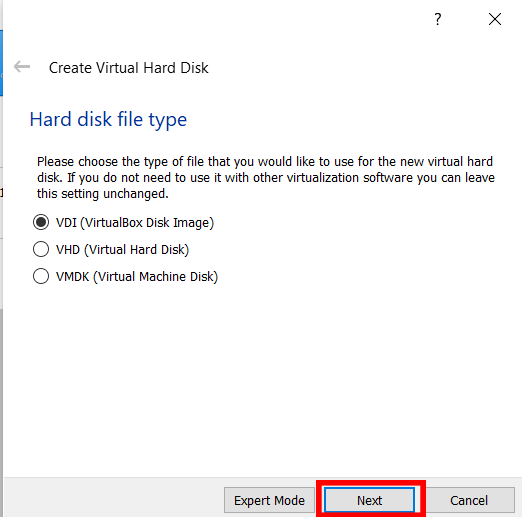 ?
Create Virtual Hard Disk
Hard disk file type
Please choose the type of file that you would like to use for the new virtual hard
disk. If you do not need to use it with other virtualization software you can leave
this setting unchanged.
VDI (VirtualBox Disk Image)
VHD (Virtual Hard Disk)
VMDK (Virtual Machine Disk)
Expert Mode Next Cancel